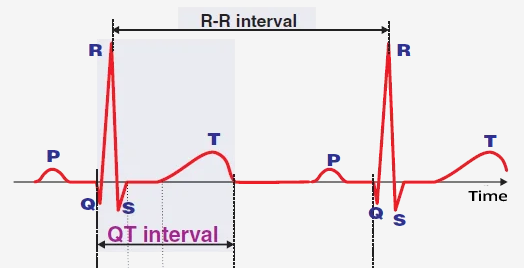 R-R interval
R R
P T P T
Time
Q S Q S
QT interval